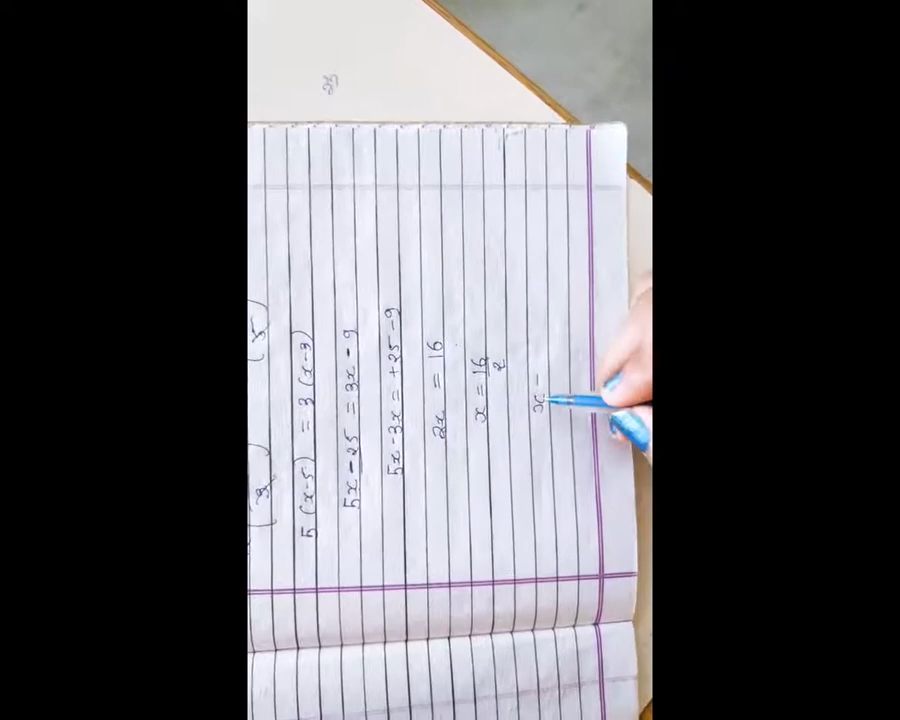 5(x-5) = 3(x-3)
5x-25 = 3x-9
5x-3x = +25-9
2x = 16
x = 16/2
x =